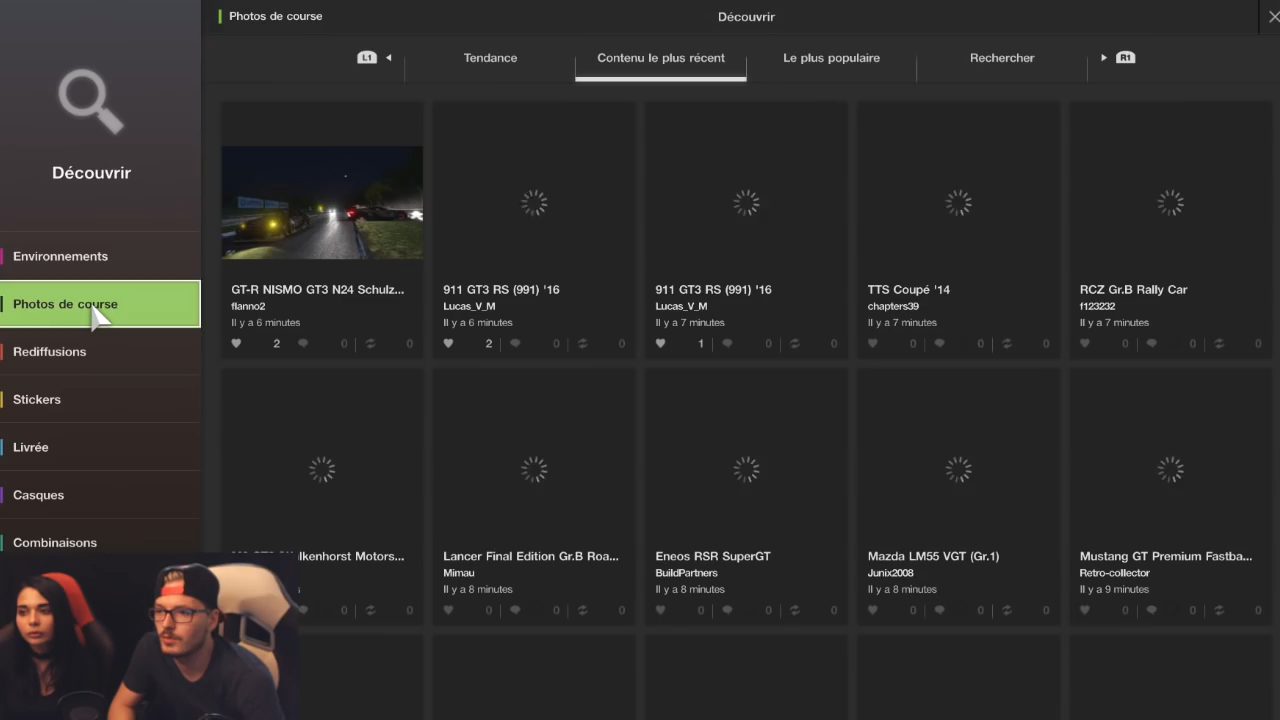 Photos de course
Découvrir
L1
Tendance
Contenu le plus récent
Le plus populaire
Rechercher
R1
Découvrir
Environnements
Photos de course
Rediffusions
Stickers
Livrée
Casques
Combinaisons
GT-R NISMO GT3 N24 Schulz...
flanno2
Il y a 6 minutes
2 0 0
911 GT3 RS (991) '16
Lucas_V_M
Il y a 6 minutes
2 0 0
911 GT3 RS (991) '16
Lucas_V_M
Il y a 7 minutes
1 0 0
TTS Coupé '14
chapters39
Il y a 7 minutes
0 0 0
RCZ Gr.B Rally Car
f123232
Il y a 7 minutes
0 0 0
Motors...
0 0
Lancer Final Edition Gr.B Roa...
Mimau
Il y a 8 minutes
0 0 0
Eneos RSR SuperGT
BuildPartners
Il y a 8 minutes
0 0 0
Mazda LM55 VGT (Gr.1)
Junix2008
Il y a 8 minutes
0 0 0
Mustang GT Premium Fastba...
Retro-collector
Il y a 9 minutes
0 0 0